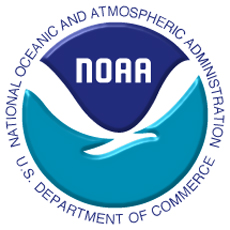 NATIONAL OCEANIC AND ATMOSPHERIC ADMINISTRATION
NOAA
U.S. DEPARTMENT OF COMMERCE